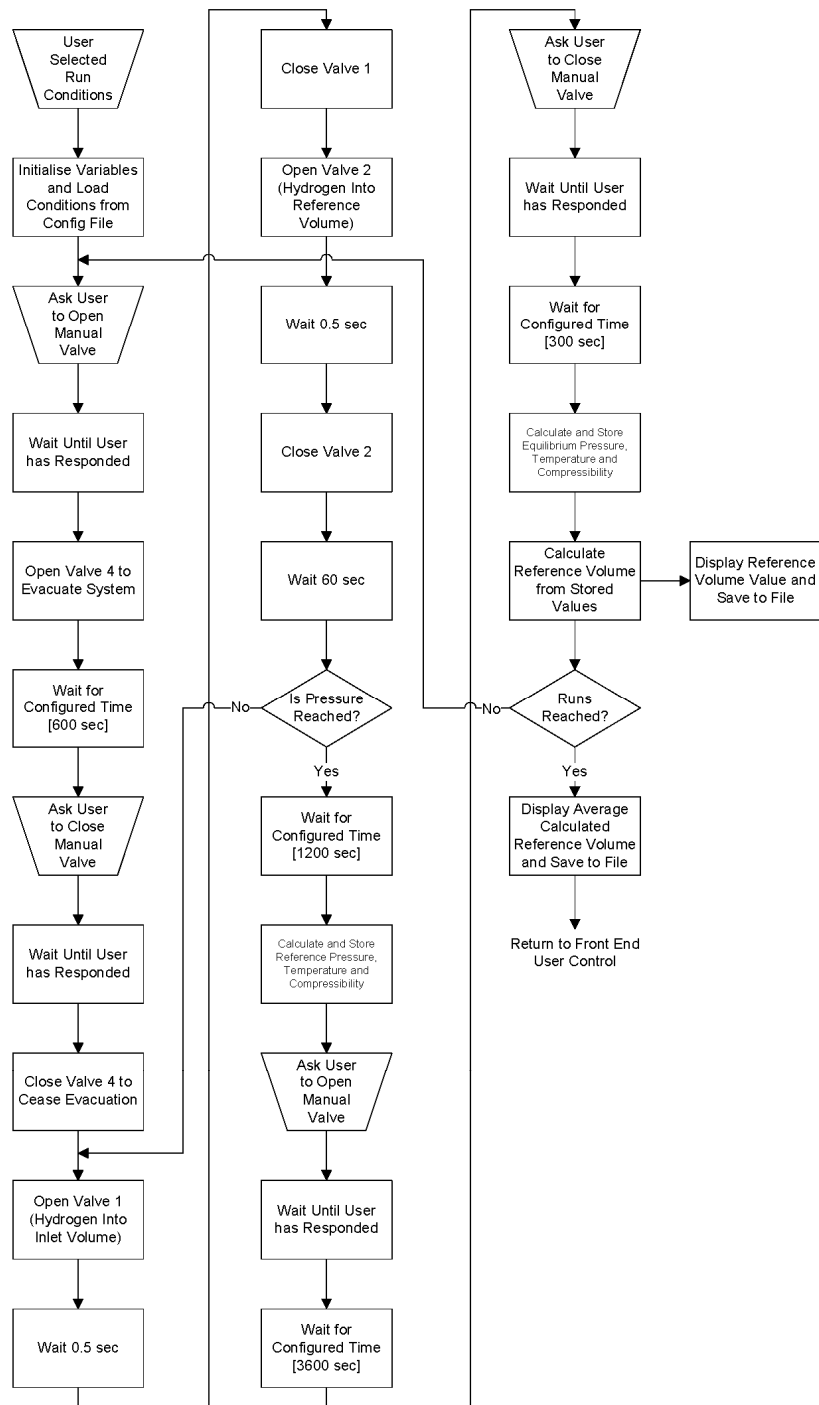 User
Selected
Run
Conditions
Initialise Variables
and Load
Conditions from
Config File
Ask User
to Open
Manual
Valve
Wait Until User
has Responded
Open Valve 4 to
Evacuate System
Wait for
Configured Time
[600 sec]
Ask User
to Close
Manual
Valve
Wait Until User
has Responded
Close Valve 4 to
Cease Evacuation
Open Valve 1
(Hydrogen Into
Inlet Volume)
Wait 0.5 sec
Close Valve 1
Open Valve 2
(Hydrogen Into
Reference
Volume)
Wait 0.5 sec
Close Valve 2
Wait 60 sec
Is Pressure
Reached?
No
Yes
Wait for
Configured Time
[1200 sec]
Calculate and Store
Reference Pressure,
Temperature and
Compressibility
Ask User
to Open
Manual
Valve
Wait Until User
has Responded
Wait for
Configured Time
[3600 sec]
Ask User
to Close
Manual
Valve
Wait Until User
has Responded
Wait for
Configured Time
[300 sec]
Calculate and Store
Equilibrium Pressure,
Temperature and
Compressibility
Calculate
Reference Volume
from Stored
Values
Display Reference
Volume Value and
Save to File
Runs
Reached?
No
Yes
Display Average
Calculated
Reference Volume
and Save to File
Return to Front End
User Control